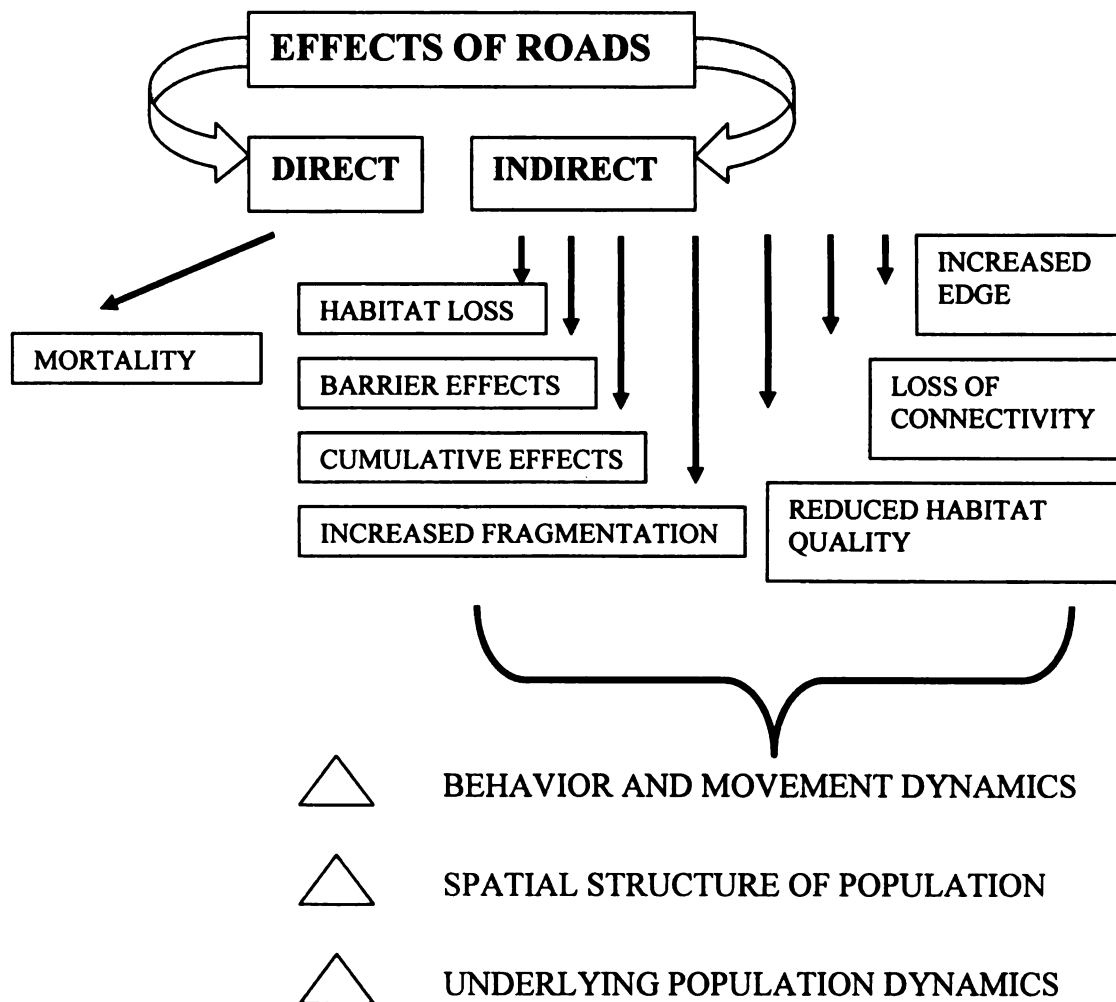 EFFECTS OF ROADS
DIRECT
INDIRECT
MORTALITY
HABITAT LOSS
BARRIER EFFECTS
CUMULATIVE EFFECTS
INCREASED FRAGMENTATION
INCREASED
EDGE
LOSS OF
CONNECTIVITY
REDUCED HABITAT
QUALITY
BEHAVIOR AND MOVEMENT DYNAMICS
SPATIAL STRUCTURE OF POPULATION
UNDERLYING POPULATION DYNAMICS